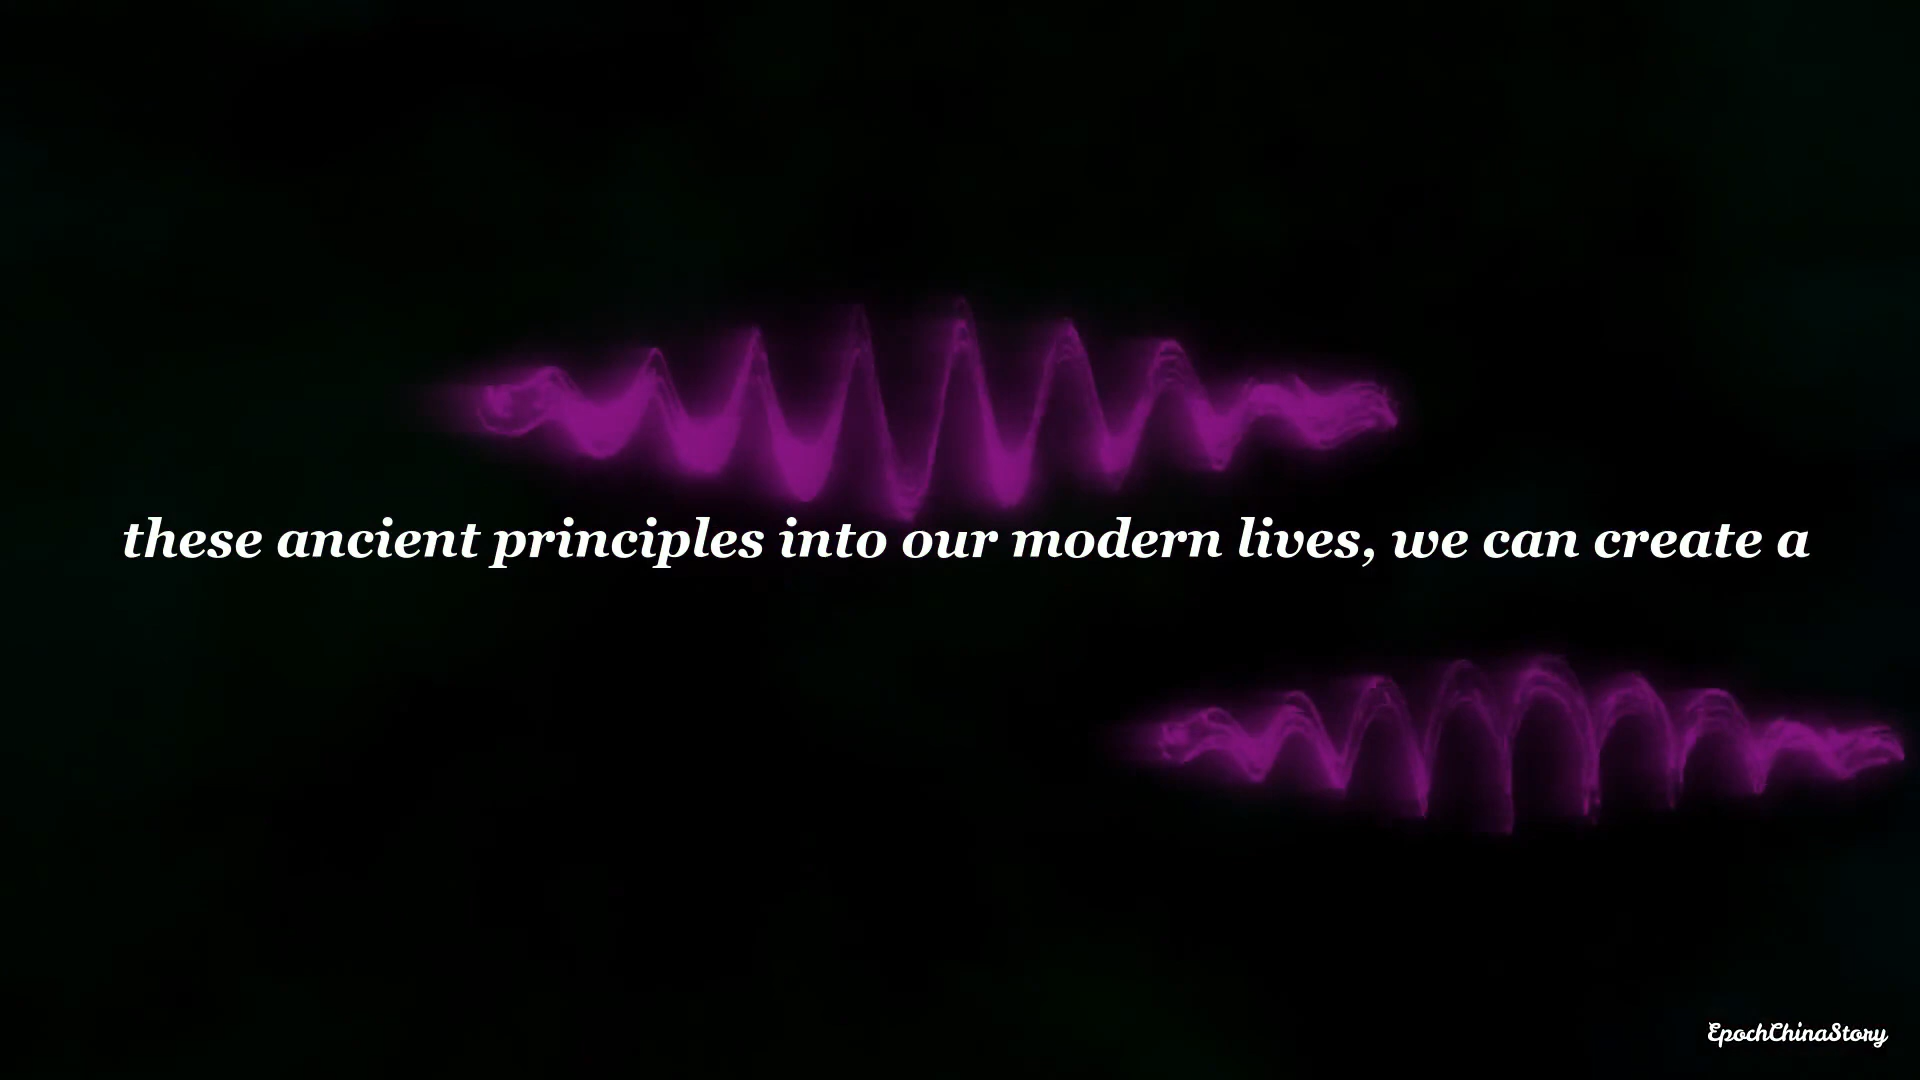 these ancient principles into our modern lives, we can create a
EpochChinaStory